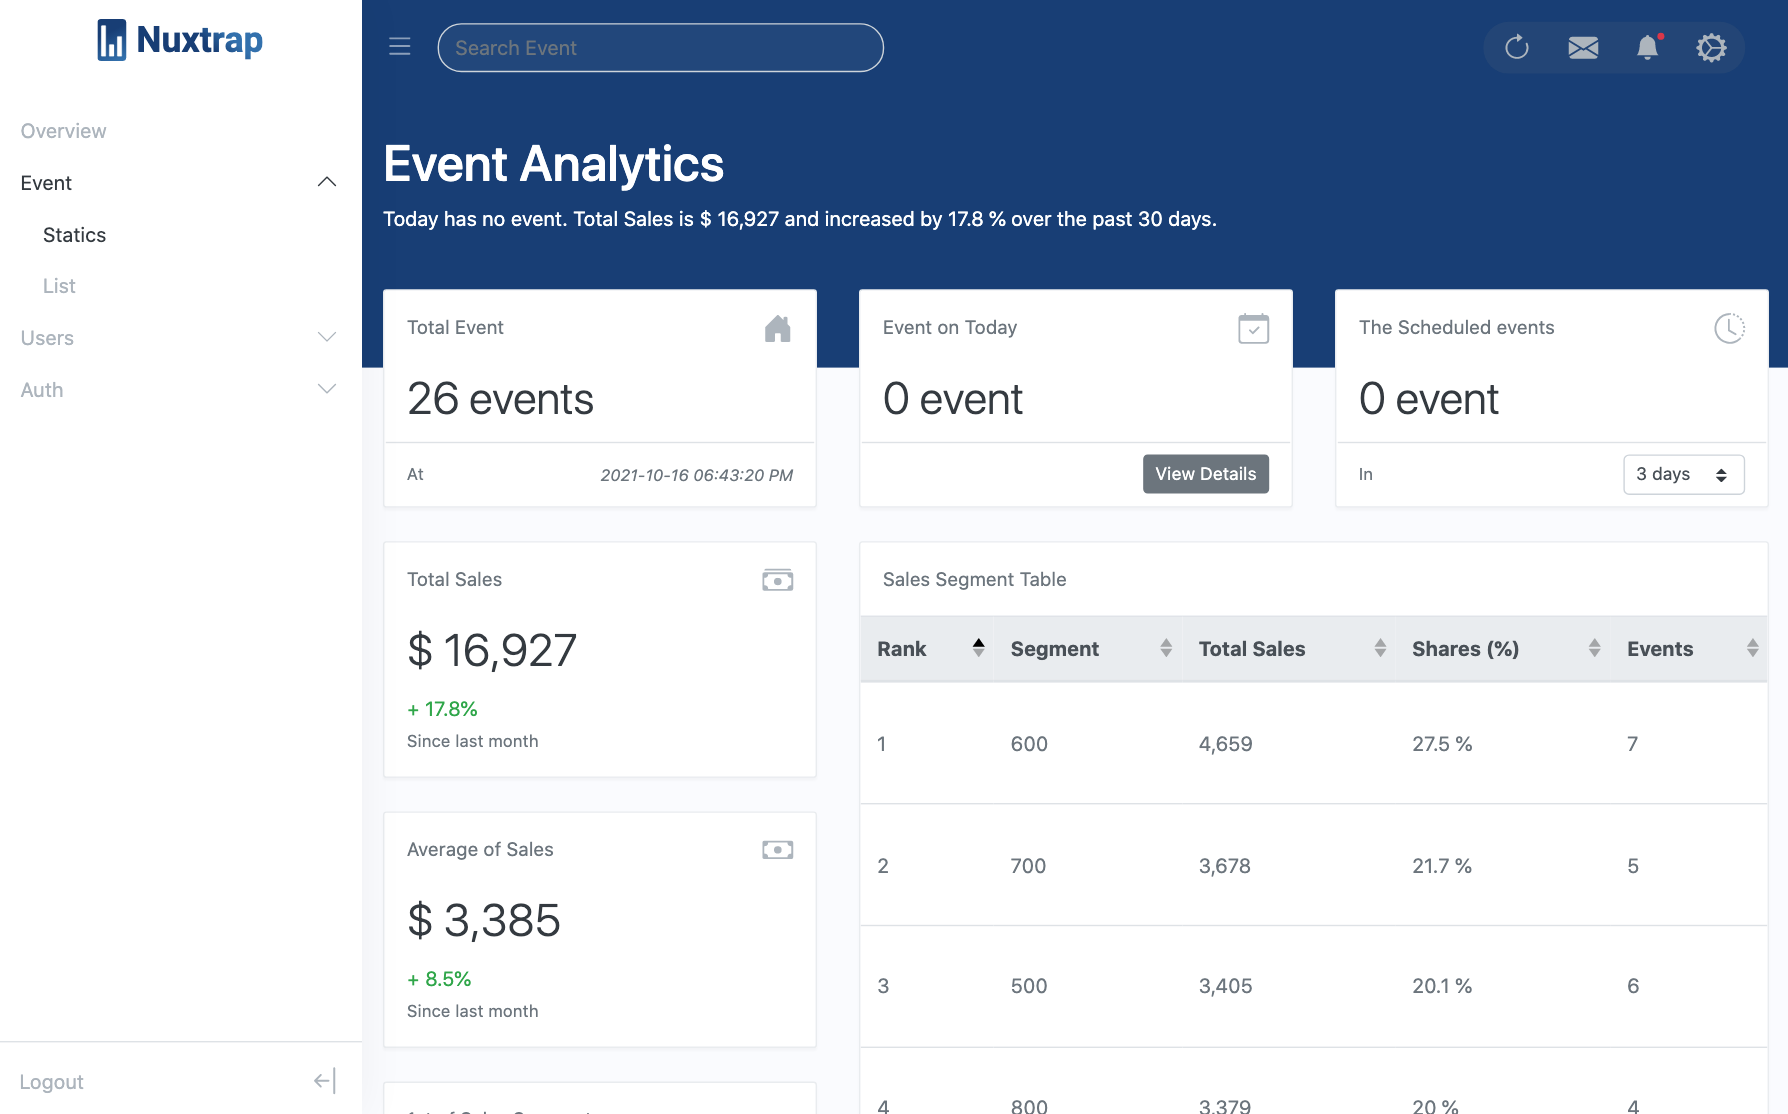 Nuxtrap
Search Event
Overview
Event
Statics
List
Users
Auth
Logout
Event Analytics
Today has no event. Total Sales is $ 16,927 and increased by 17.8 % over the past 30 days.
Total Event
26 events
At 2021-10-16 06:43:20 PM
Event on Today
0 event
View Details
The Scheduled events
0 event
In 3 days
Total Sales
$ 16,927
+ 17.8%
Since last month
Average of Sales
$ 3,385
+ 8.5%
Since last month
Sales Segment Table
Rank Segment Total Sales Shares (%) Events
1 600 4,659 27.5 % 7
2 700 3,678 21.7 % 5
3 500 3,405 20.1 % 6
4 800 3,379 20 % 4